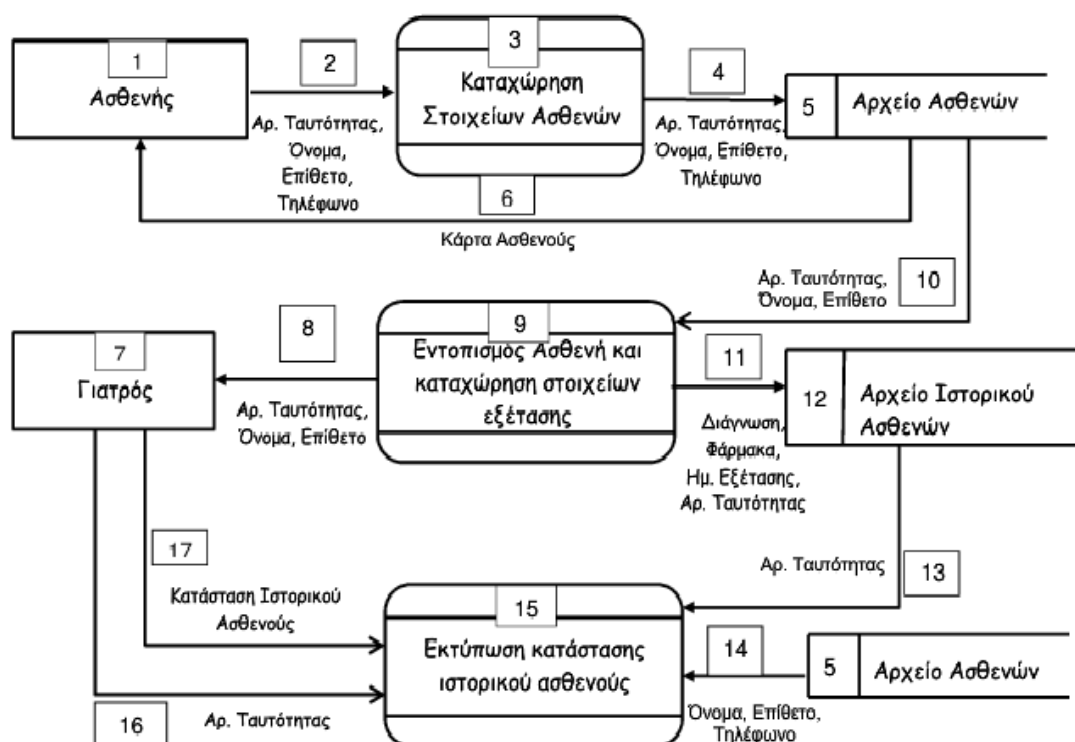 1
Ασθενής
2
Αρ. Ταυτότητας,
Όνομα,
Επίθετο,
Τηλέφωνο
3
Καταχώρηση
Στοιχείων Ασθενών
4
Αρ. Ταυτότητας,
Όνομα, Επίθετο,
Τηλέφωνο
5
Αρχείο Ασθενών
6
Κάρτα Ασθενούς
Αρ. Ταυτότητας,
Όνομα, Επίθετο
10
7
Γιατρός
8
Αρ. Ταυτότητας,
Όνομα, Επίθετο
9
Εντοπισμός Ασθενή και
καταχώρηση στοιχείων
εξέτασης
11
Διάγνωση,
Φάρμακα,
Ημ. Εξέτασης,
Αρ. Ταυτότητας
12
Αρχείο Ιστορικού
Ασθενών
17
Κατάσταση Ιστορικού
Ασθενούς
Αρ. Ταυτότητας
13
15
Εκτύπωση κατάστασης
ιστορικού ασθενούς
14
Όνομα, Επίθετο,
Τηλέφωνο
5
Αρχείο Ασθενών
16
Αρ. Ταυτότητας